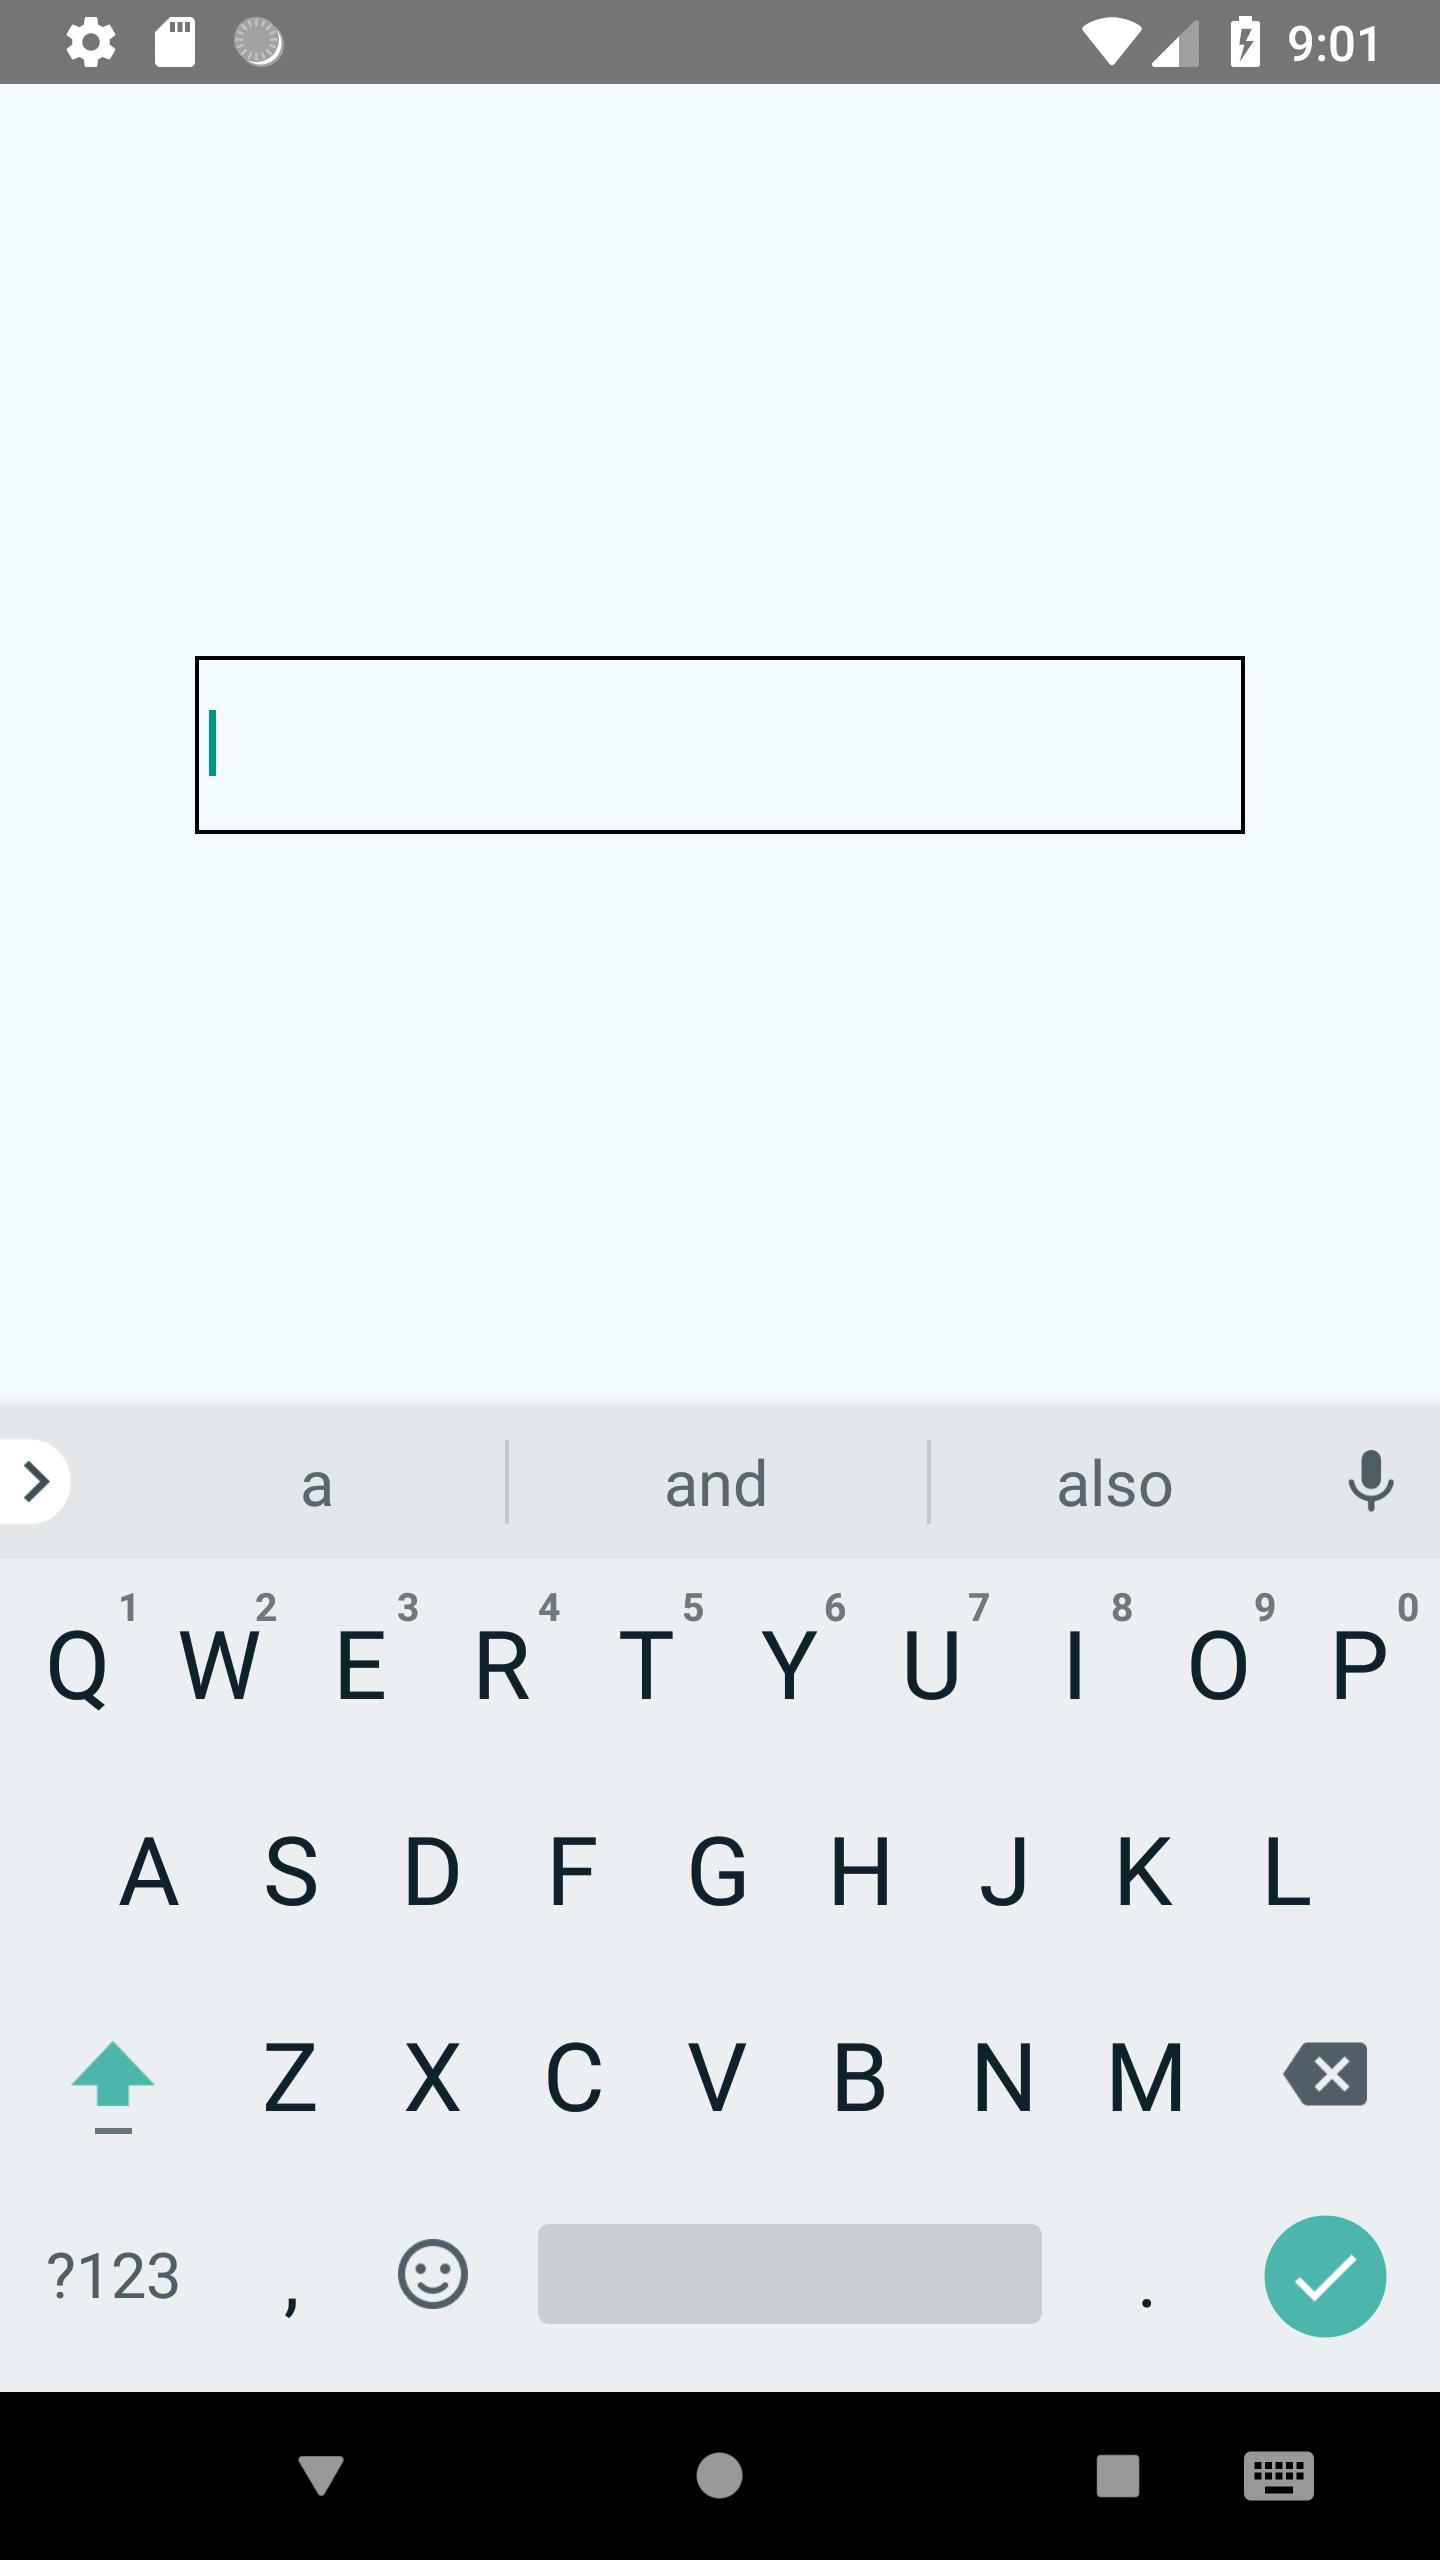 9:01
a and also
1 2 3 4 5 6 7 8 9 0
Q W E R T Y U I O P
A S D F G H J K L
Z X C V B N M
?123 , .